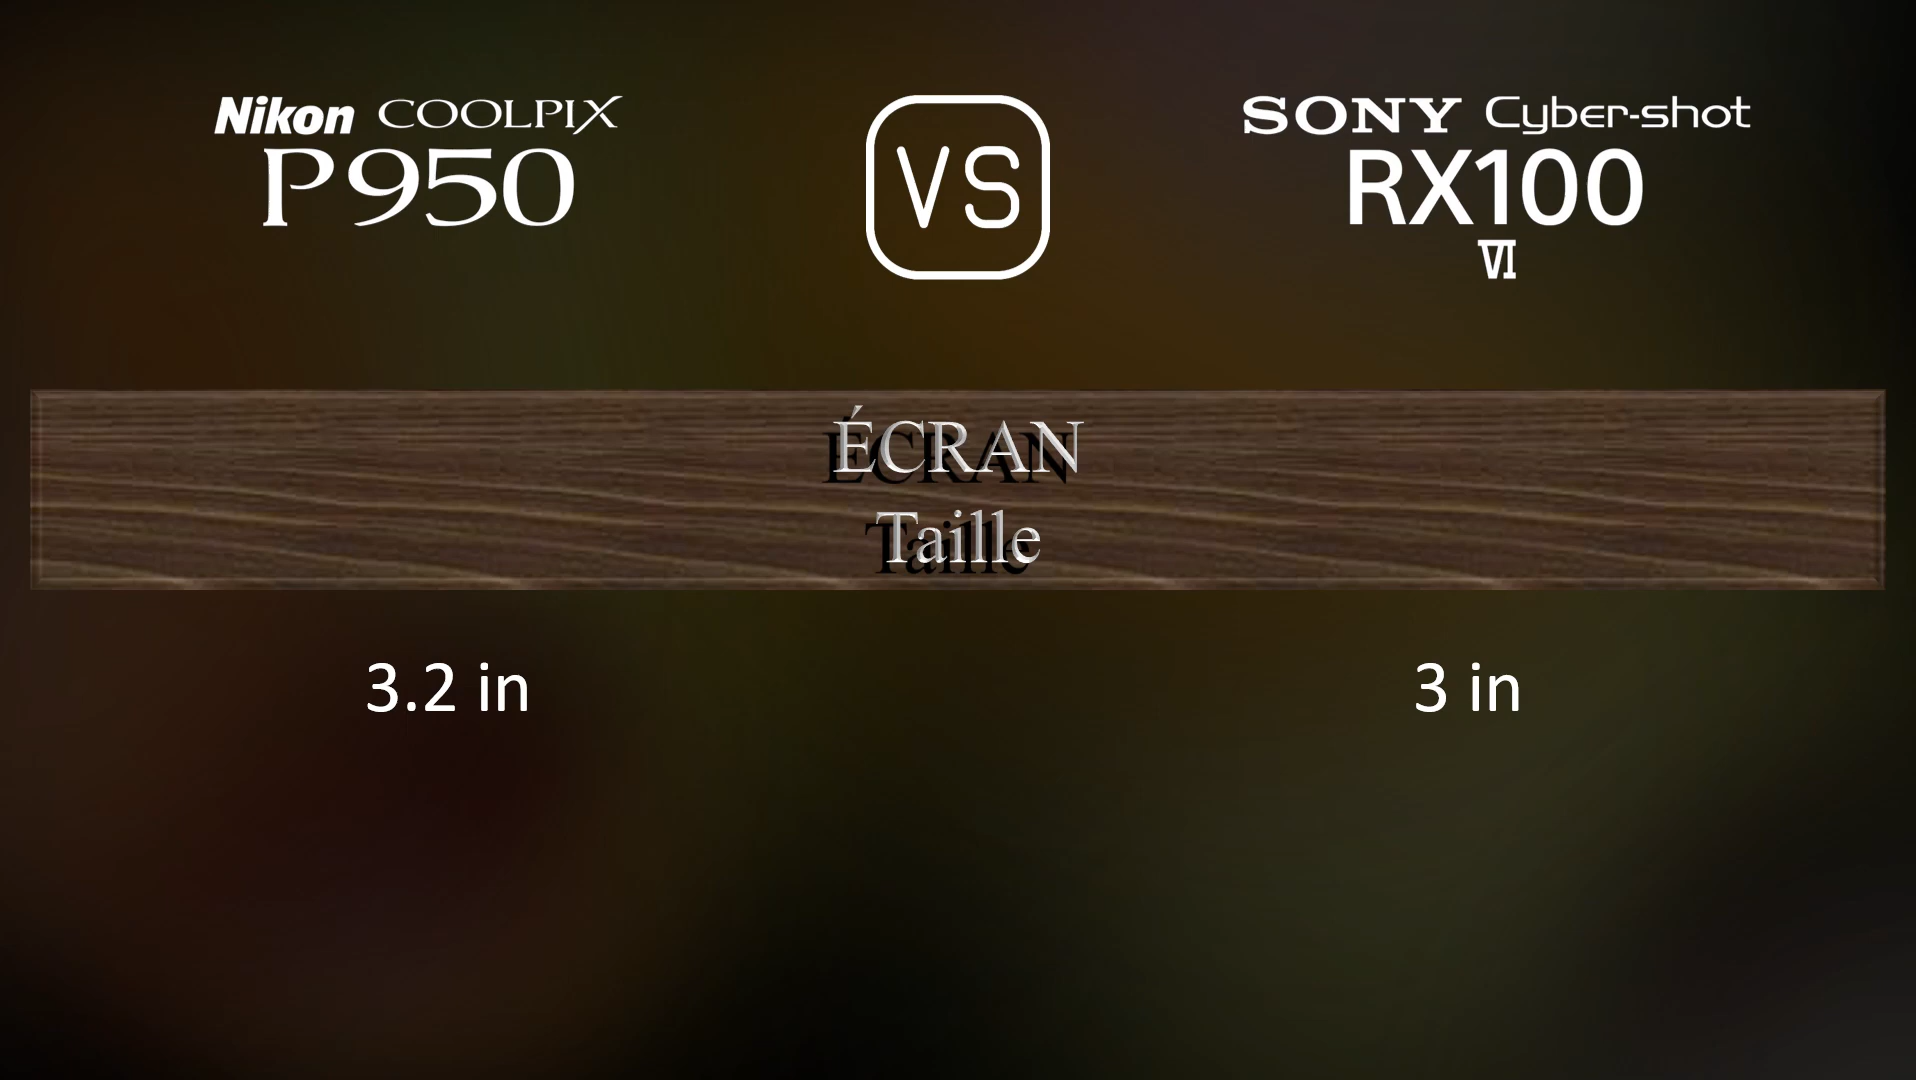 Nikon COOLPIX
P950
VS
SONY Cyber-shot
RX100
VI
ÉCRAN
Taille
3.2 in
3 in